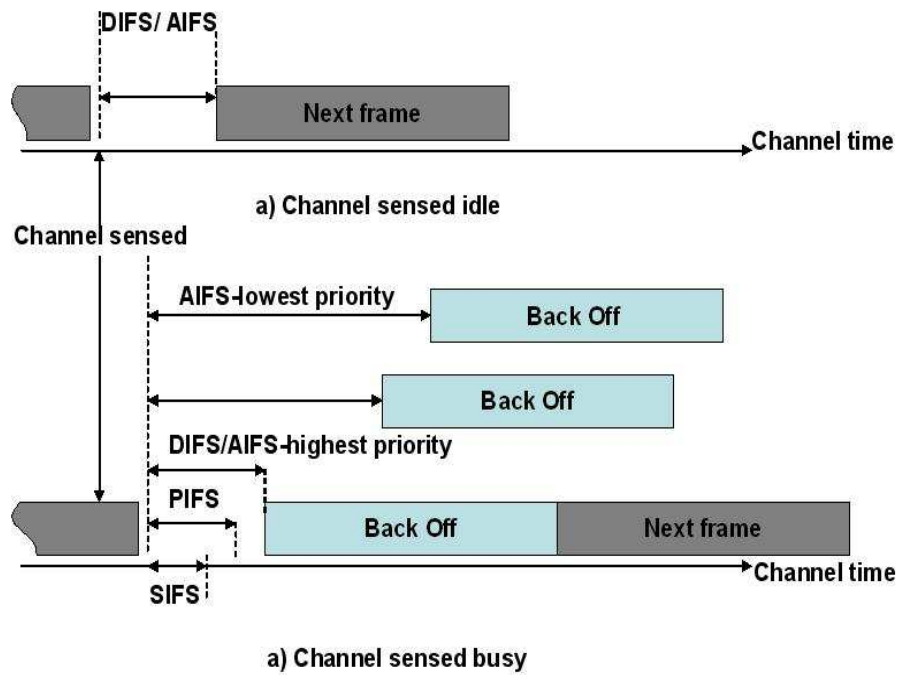 DIFS/ AIFS
Next frame
Channel time
a) Channel sensed idle
Channel sensed
AIFS-lowest priority
Back Off
Back Off
DIFS/AIFS-highest priority
PIFS
Back Off
Next frame
Channel time
SIFS
a) Channel sensed busy